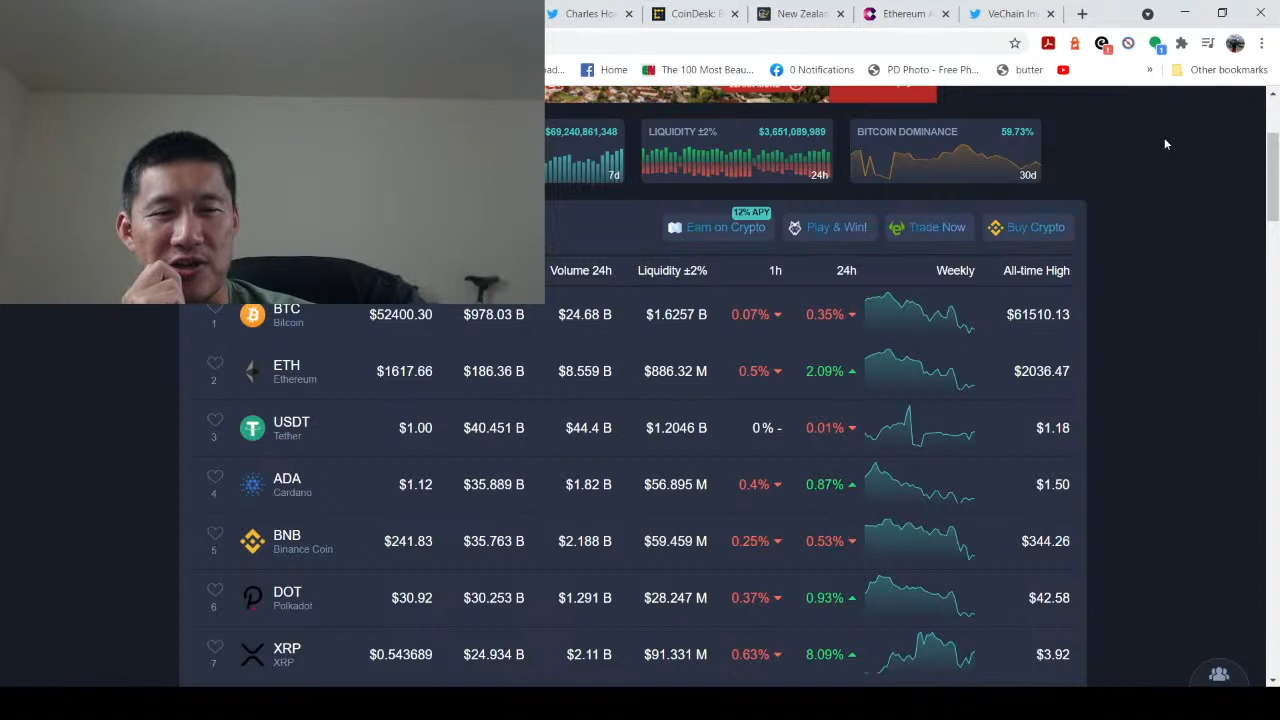 Charles Hos
CoinDesk: B
New Zealan
Ethereum A
VeChain Inv
oad...
Home
The 100 Most Beau...
0 Notifications
PD Photo - Free Ph...
butter
»
Other bookmarks
LEARN MORE
$69,240,861,348
7d
LIQUIDITY ±2%
$3,651,089,989
24h
BITCOIN DOMINANCE
59.73%
30d
12% APY
Earn on Crypto
Play & Win!
Trade Now
Buy Crypto
Volume 24h
Liquidity ±2%
1h
24h
Weekly
All-time High
1 BTC Bitcoin $52400.30 $978.03 B $24.68 B $1.6257 B 0.07% 0.35% $61510.13
2 ETH Ethereum $1617.66 $186.36 B $8.559 B $886.32 M 0.5% 2.09% $2036.47
3 USDT Tether $1.00 $40.451 B $44.4 B $1.2046 B 0 % - 0.01% $1.18
4 ADA Cardano $1.12 $35.889 B $1.82 B $56.895 M 0.4% 0.87% $1.50
5 BNB Binance Coin $241.83 $35.763 B $2.188 B $59.459 M 0.25% 0.53% $344.26
6 DOT Polkadot $30.92 $30.253 B $1.291 B $28.247 M 0.37% 0.93% $42.58
7 XRP XRP $0.543689 $24.934 B $2.11 B $91.331 M 0.63% 8.09% $3.92